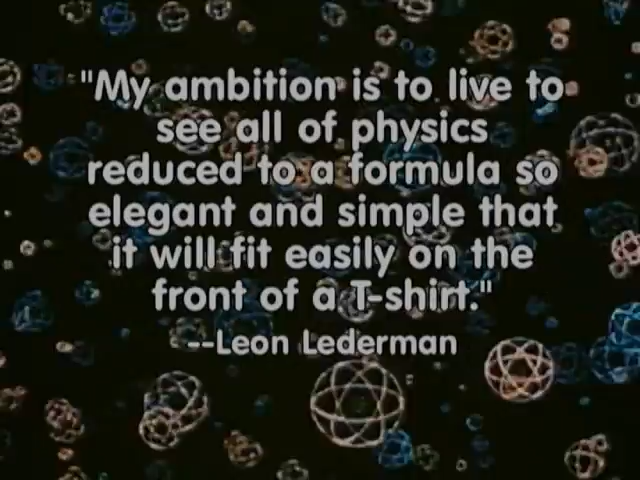 "My ambition is to live to
see all of physics
reduced to a formula so
elegant and simple that
it will fit easily on the
front of a T-shirt."
--Leon Lederman